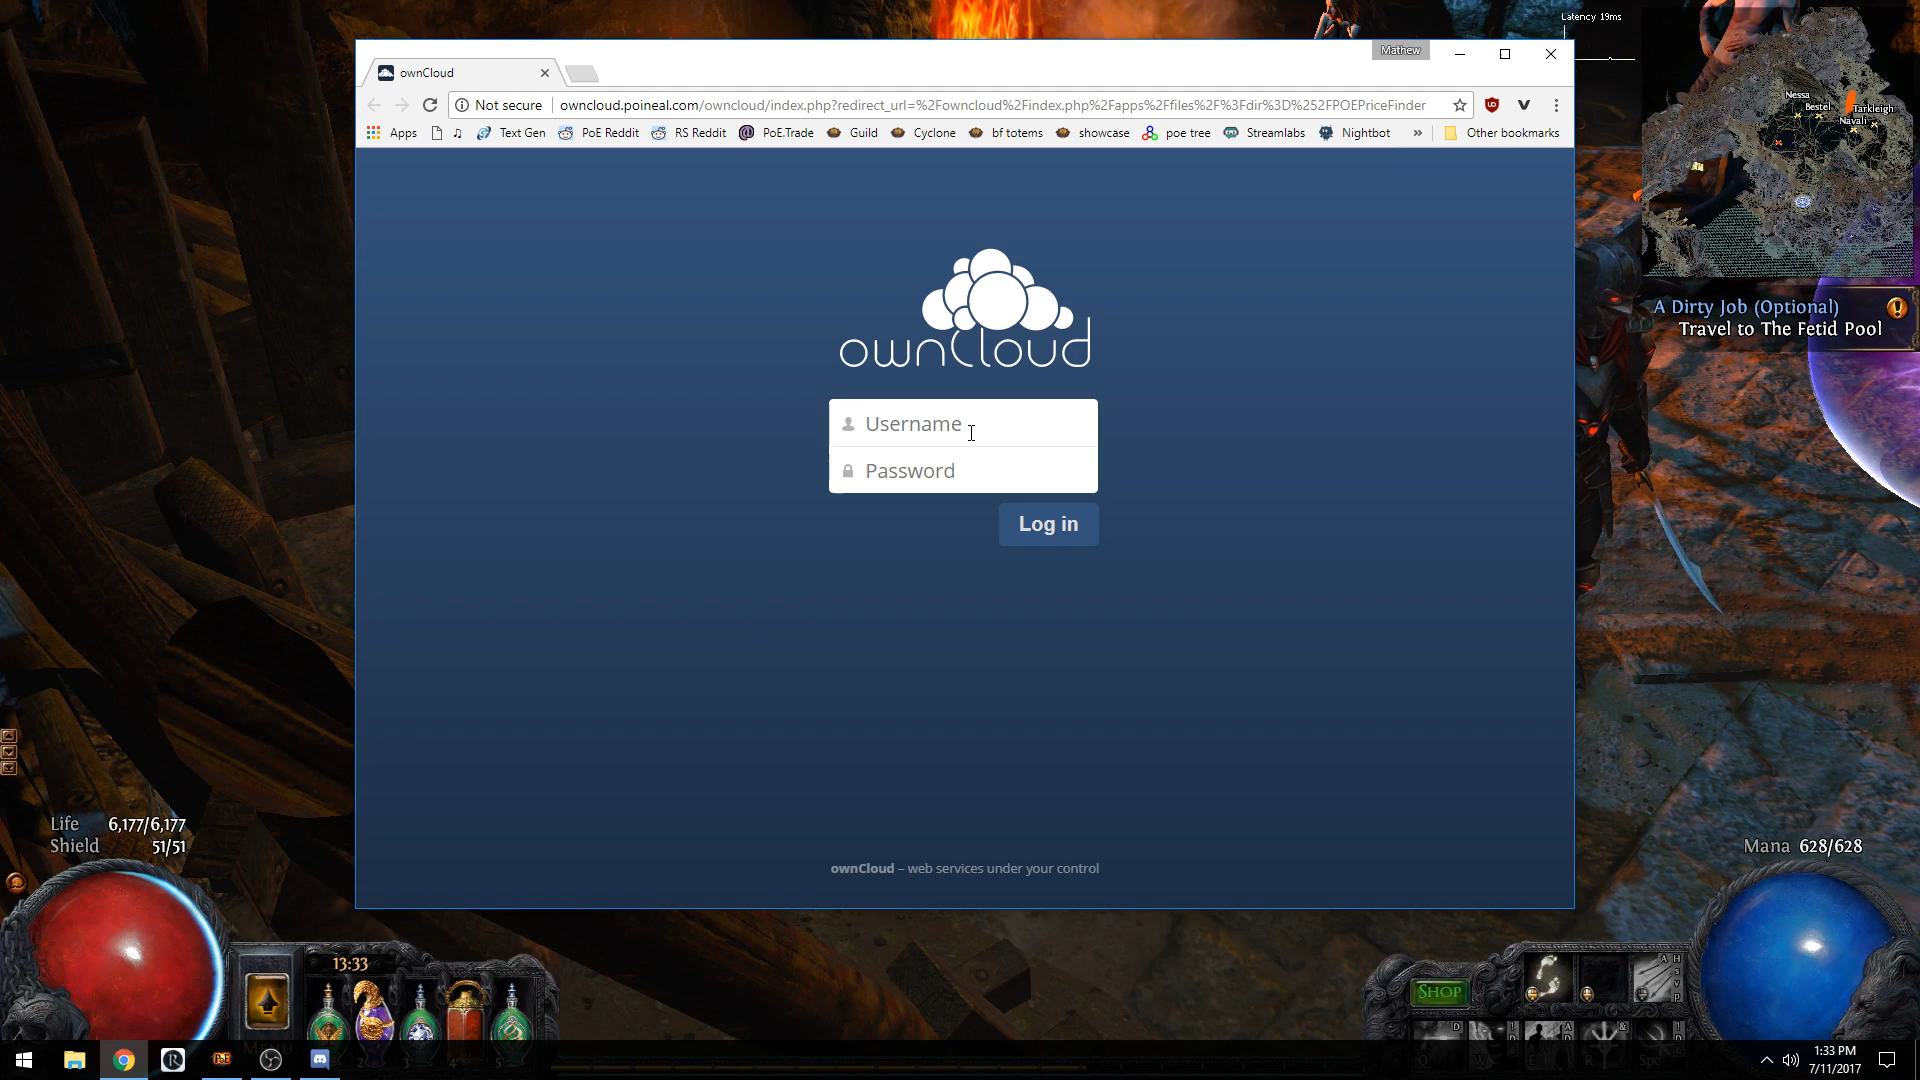 Latency 19ms
Mathew
ownCloud
Not secure
owncloud.poineal.com/owncloud/index.php?redirect_url=%2Fowncloud%2Findex.php%2Fapps%2Ffiles%2F%3Fdir%3D%252FPOEPriceFinder
Apps
Text Gen
PoE Reddit
RS Reddit
PoE.Trade
Guild
Cyclone
bf totems
showcase
poe tree
Streamlabs
Nightbot
»
Other bookmarks
Nessa
Bestel
Tarkleigh
Navali
A Dirty Job (Optional)
Travel to The Fetid Pool
ownCloud
Username
Password
Log in
ownCloud – web services under your control
Life 6,177/6,177
Shield 51/51
Mana 628/628
13:33
SHOP
1:33 PM
7/11/2017